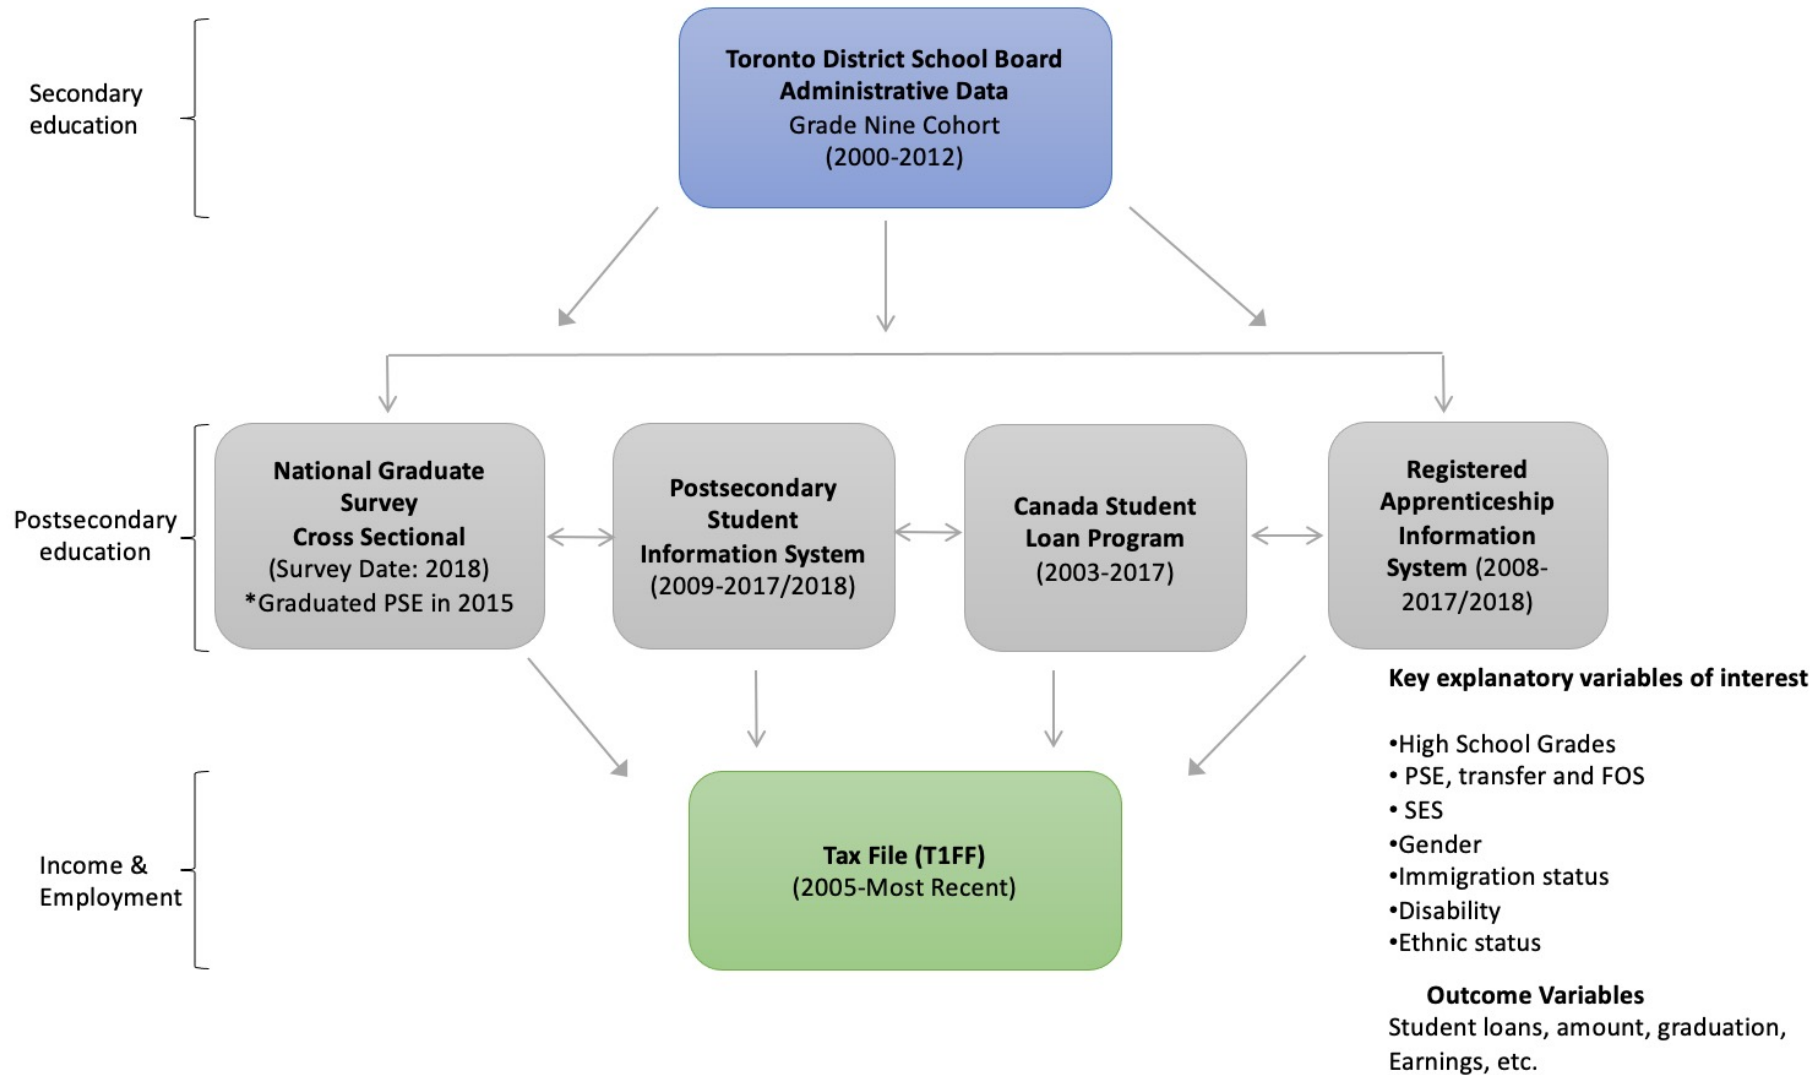 Secondary
education
Toronto District School Board
Administrative Data
Grade Nine Cohort
(2000-2012)
Postsecondary
education
National Graduate
Survey
Cross Sectional
(Survey Date: 2018)
*Graduated PSE in 2015
Postsecondary
Student
Information System
(2009-2017/2018)
Canada Student
Loan Program
(2003-2017)
Registered
Apprenticeship
Information
System (2008-
2017/2018)
Income &
Employment
Tax File (T1FF)
(2005-Most Recent)
Key explanatory variables of interest
•High School Grades
• PSE, transfer and FOS
• SES
•Gender
•Immigration status
•Disability
•Ethnic status
Outcome Variables
Student loans, amount, graduation,
Earnings, etc.